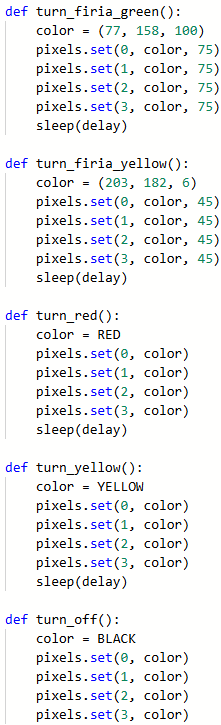 def turn_firia_green():
    color = (77, 158, 100)
    pixels.set(0, color, 75)
    pixels.set(1, color, 75)
    pixels.set(2, color, 75)
    pixels.set(3, color, 75)
    sleep(delay)

def turn_firia_yellow():
    color = (203, 182, 6)
    pixels.set(0, color, 45)
    pixels.set(1, color, 45)
    pixels.set(2, color, 45)
    pixels.set(3, color, 45)
    sleep(delay)

def turn_red():
    color = RED
    pixels.set(0, color)
    pixels.set(1, color)
    pixels.set(2, color)
    pixels.set(3, color)
    sleep(delay)

def turn_yellow():
    color = YELLOW
    pixels.set(0, color)
    pixels.set(1, color)
    pixels.set(2, color)
    pixels.set(3, color)
    sleep(delay)

def turn_off():
    color = BLACK
    pixels.set(0, color)
    pixels.set(1, color)
    pixels.set(2, color)
    pixels.set(3, color)